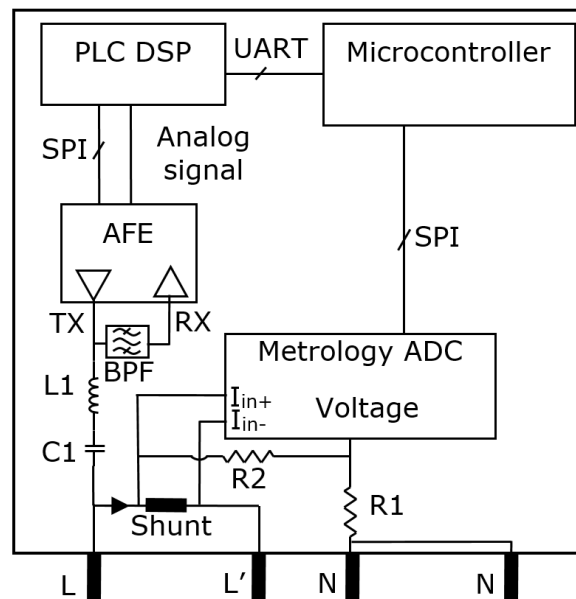 PLC DSP
UART
Microcontroller
SPI
Analog
signal
SPI
AFE
TX
RX
BPF
Metrology ADC
L1
Iin+
Voltage
Iin-
C1
R2
R1
Shunt
L
L’
N
N